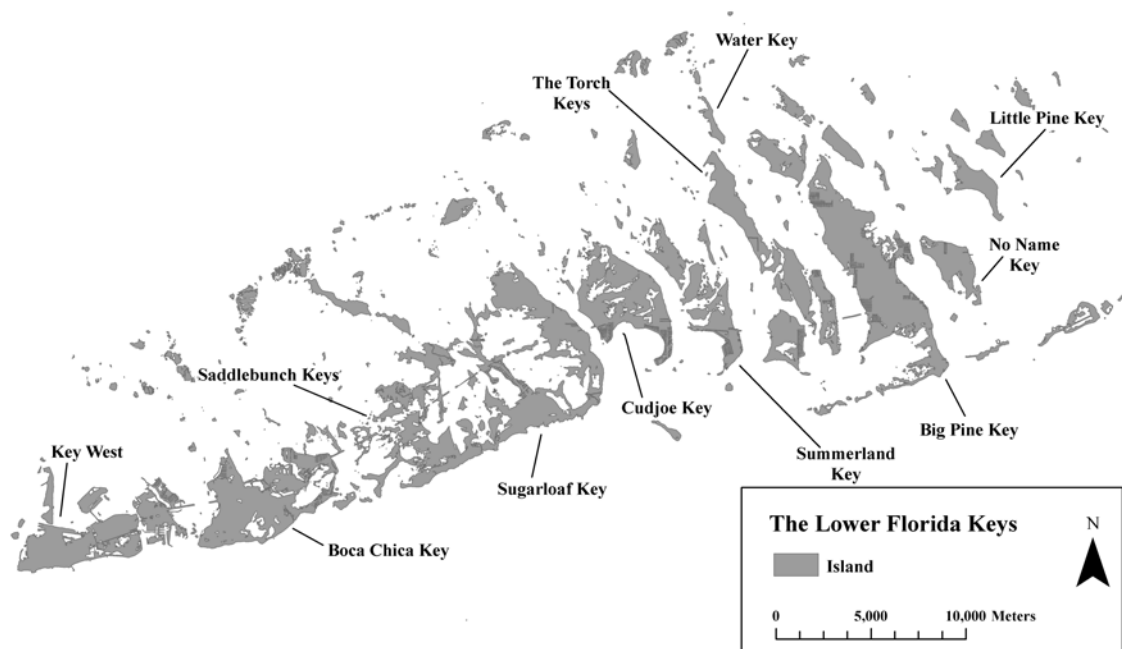 Water Key
The Torch
Keys
Little Pine Key
No Name
Key
Saddlebunch Keys
Cudjoe Key
Big Pine Key
Key West
Summerland
Key
Sugarloaf Key
Boca Chica Key
The Lower Florida Keys
N
Island
0 5,000 10,000 Meters